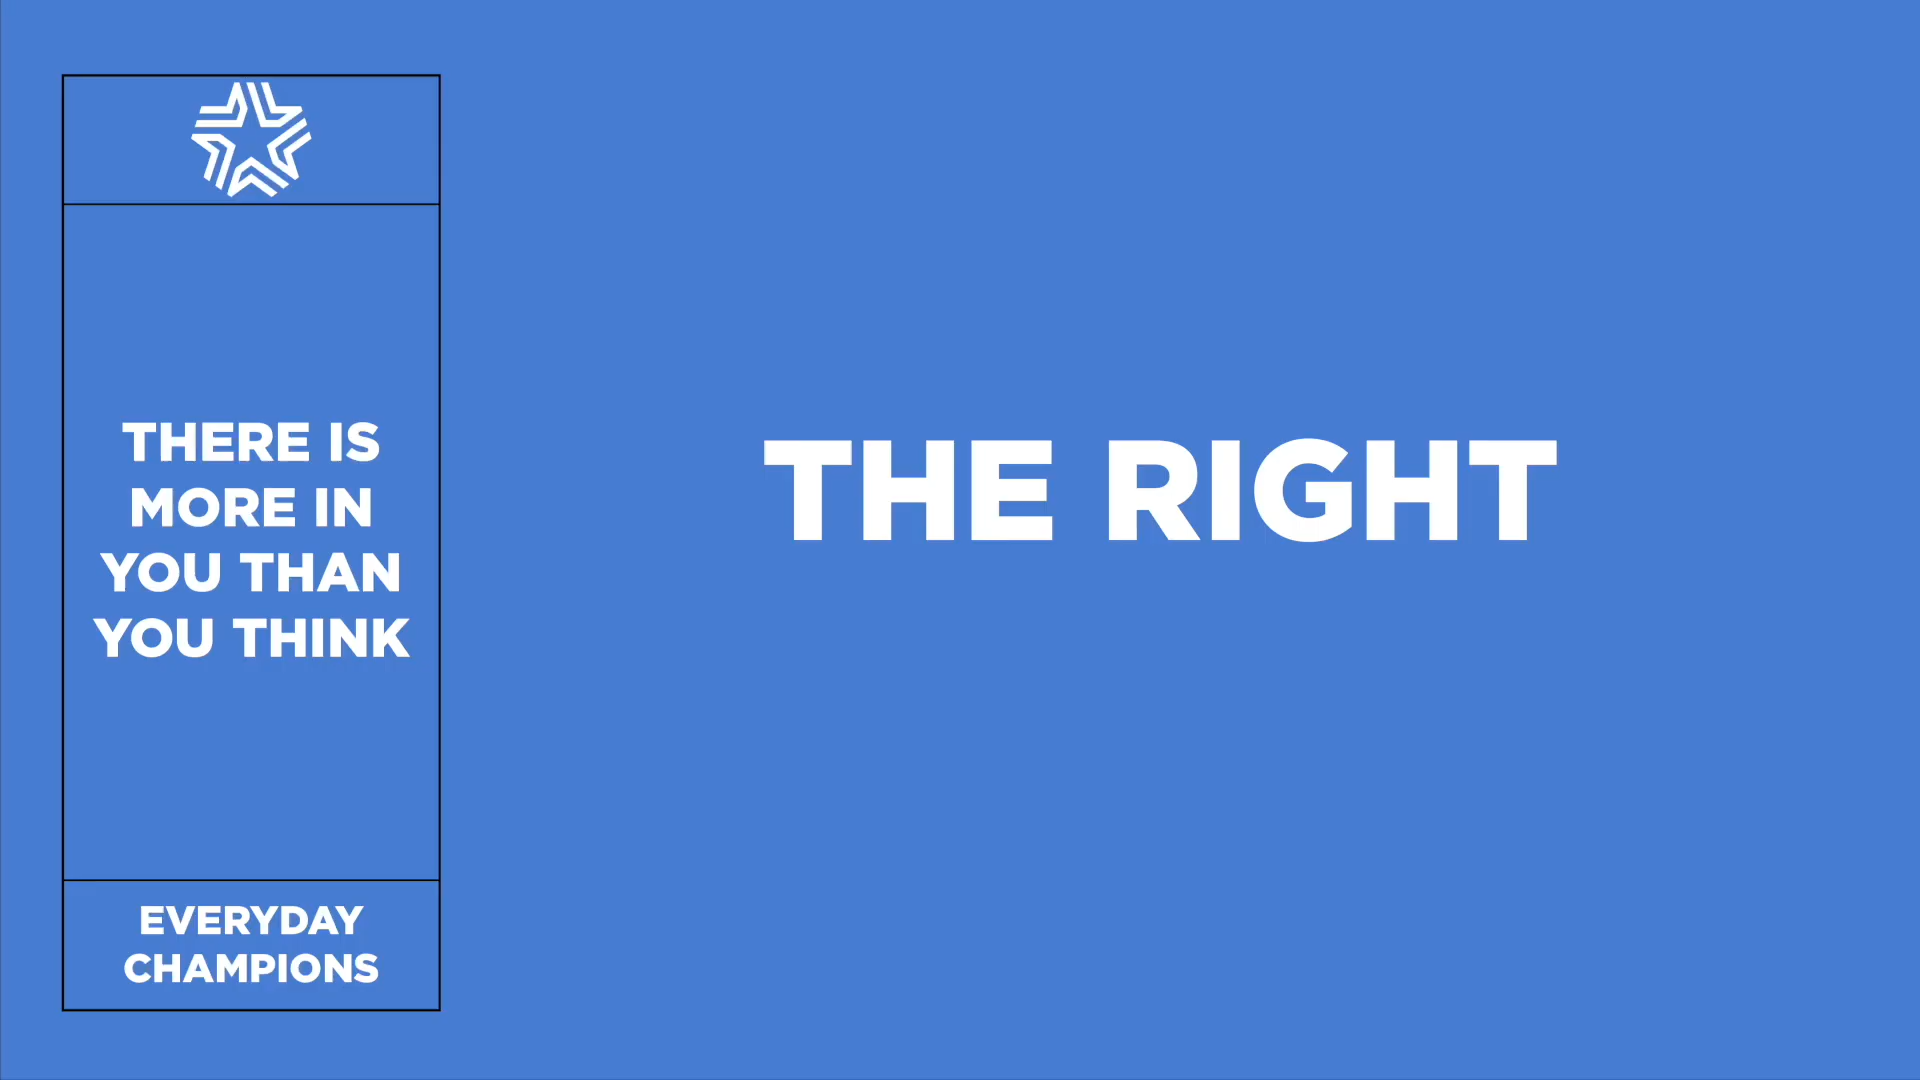 THERE IS
MORE IN
YOU THAN
YOU THINK
EVERYDAY
CHAMPIONS
THE RIGHT